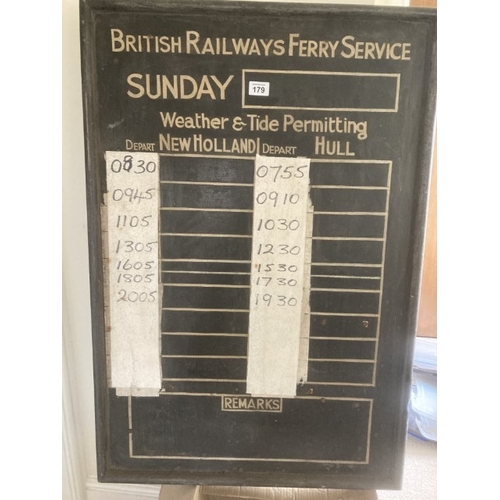 BRITISH RAILWAYS FERRY SERVICE
SUNDAY
179
Weather & Tide Permitting
DEPART NEW HOLLAND DEPART HULL
0830 0755
0945 0910
1105 1030
1305 1230
1605 1530
1805 1730
2005 1930
REMARKS